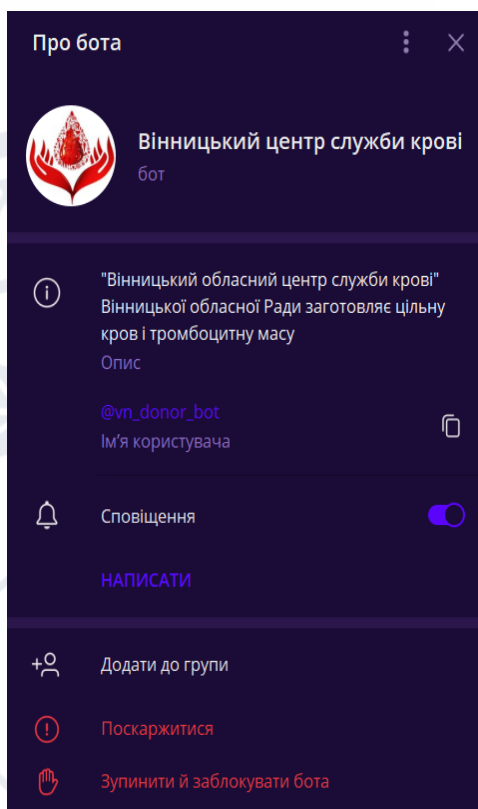 Про бота
Вінницький центр служби крові
бот
"Вінницький обласний центр служби крові"
Вінницької обласної Ради заготовляє цільну
кров і тромбоцитну масу
Опис
@vn_donor_bot
Ім'я користувача
Сповіщення
НАПИСАТИ
Додати до групи
Поскаржитися
Зупинити й заблокувати бота